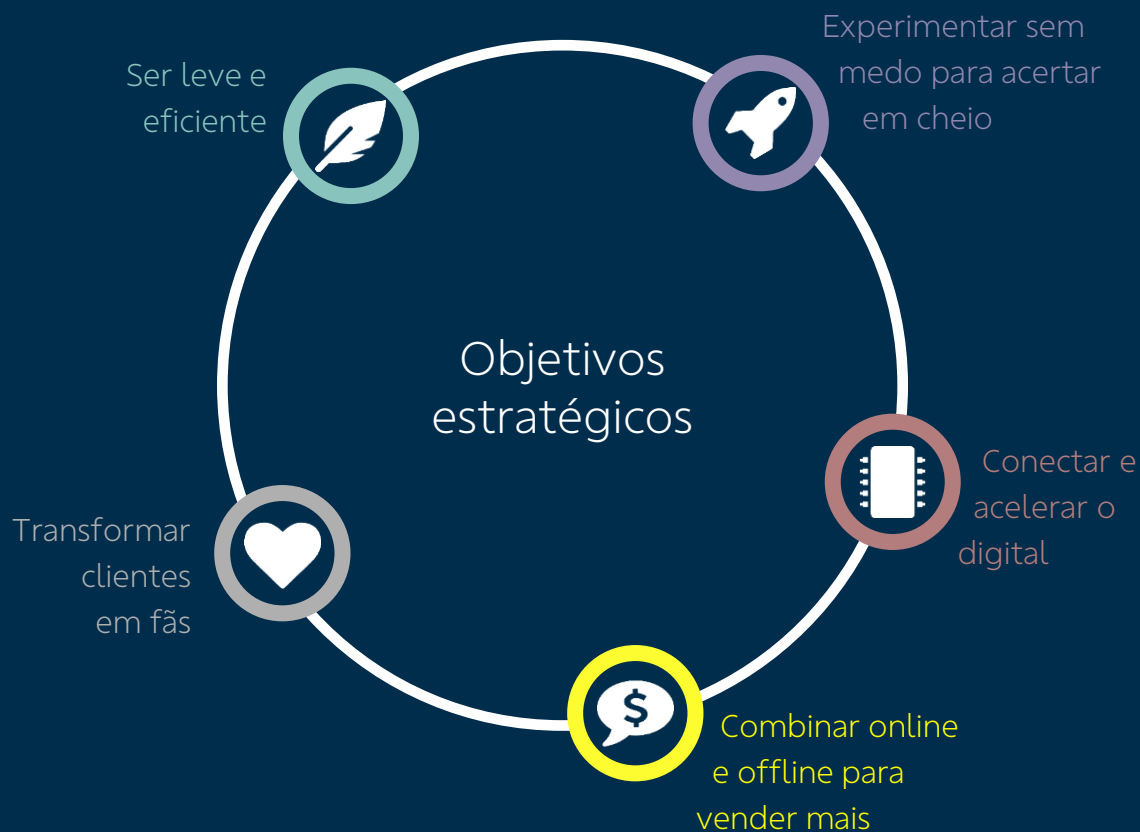 Ser leve e
eficiente
Experimentar sem
medo para acertar
em cheio
Objetivos
estratégicos
Conectar e
acelerar o
digital
Transformar
clientes
em fãs
$
Combinar online
e offline para
vender mais